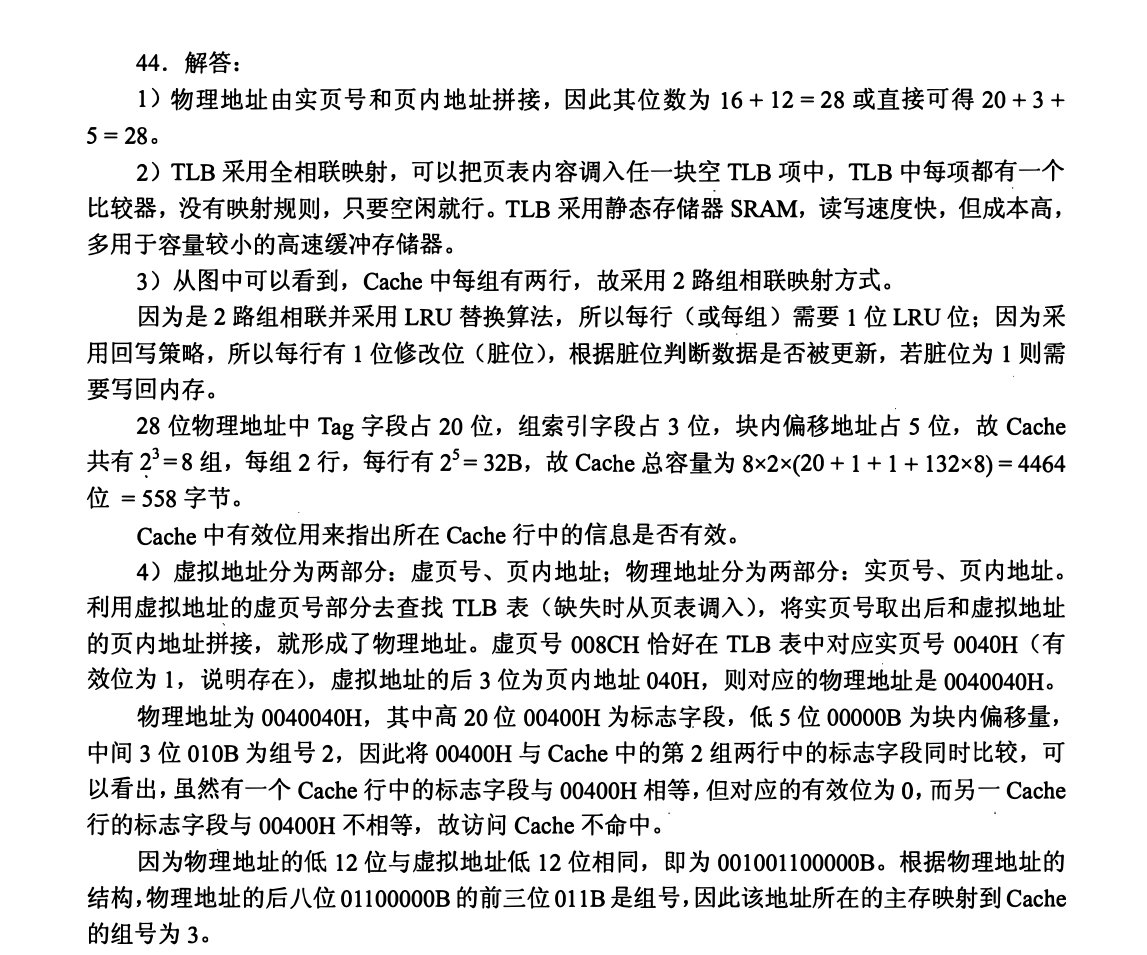 44．解答：
1）物理地址由实页号和页内地址拼接，因此其位数为 16 + 12 = 28 或直接可得 20 + 3 +
5 = 28。
2）TLB 采用全相联映射，可以把页表内容调入任一块空 TLB 项中，TLB 中每项都有一个
比较器，没有映射规则，只要空闲就行。TLB 采用静态存储器 SRAM，读写速度快，但成本高，
多用于容量较小的高速缓冲存储器。
3）从图中可以看到，Cache 中每组有两行，故采用 2 路组相联映射方式。
因为是 2 路组相联并采用 LRU 替换算法，所以每行（或每组）需要 1 位 LRU 位；因为采
用回写策略，所以每行有 1 位修改位（脏位），根据脏位判断数据是否被更新，若脏位为 1 则需
要写回内存。
28 位物理地址中 Tag 字段占 20 位，组索引字段占 3 位，块内偏移地址占 5 位，故 Cache
共有 2³ = 8 组，每组 2 行，每行有 2⁵ = 32B，故 Cache 总容量为 8×2×(20 + 1 + 1 + 132×8) = 4464
位 = 558 字节。
Cache 中有效位用来指出所在 Cache 行中的信息是否有效。
4）虚拟地址分为两部分：虚页号、页内地址；物理地址分为两部分：实页号、页内地址。
利用虚拟地址的虚页号部分去查找 TLB 表（缺失时从页表调入），将实页号取出后和虚拟地址
的页内地址拼接，就形成了物理地址。虚页号 008CH 恰好在 TLB 表中对应实页号 0040H（有
效位为 1，说明存在），虚拟地址的后 3 位为页内地址 040H，则对应的物理地址是 0040040H。
物理地址为 0040040H，其中高 20 位 00400H 为标志字段，低 5 位 00000B 为块内偏移量，
中间 3 位 010B 为组号 2，因此将 00400H 与 Cache 中的第 2 组两行中的标志字段同时比较，可
以看出，虽然有一个 Cache 行中的标志字段与 00400H 相等，但对应的有效位为 0，而另一 Cache
行的标志字段与 00400H 不相等，故访问 Cache 不命中。
因为物理地址的低 12 位与虚拟地址低 12 位相同，即为 001001100000B。根据物理地址的
结构，物理地址的后八位 01100000B 的前三位 011B 是组号，因此该地址所在的主存映射到 Cache
的组号为 3。